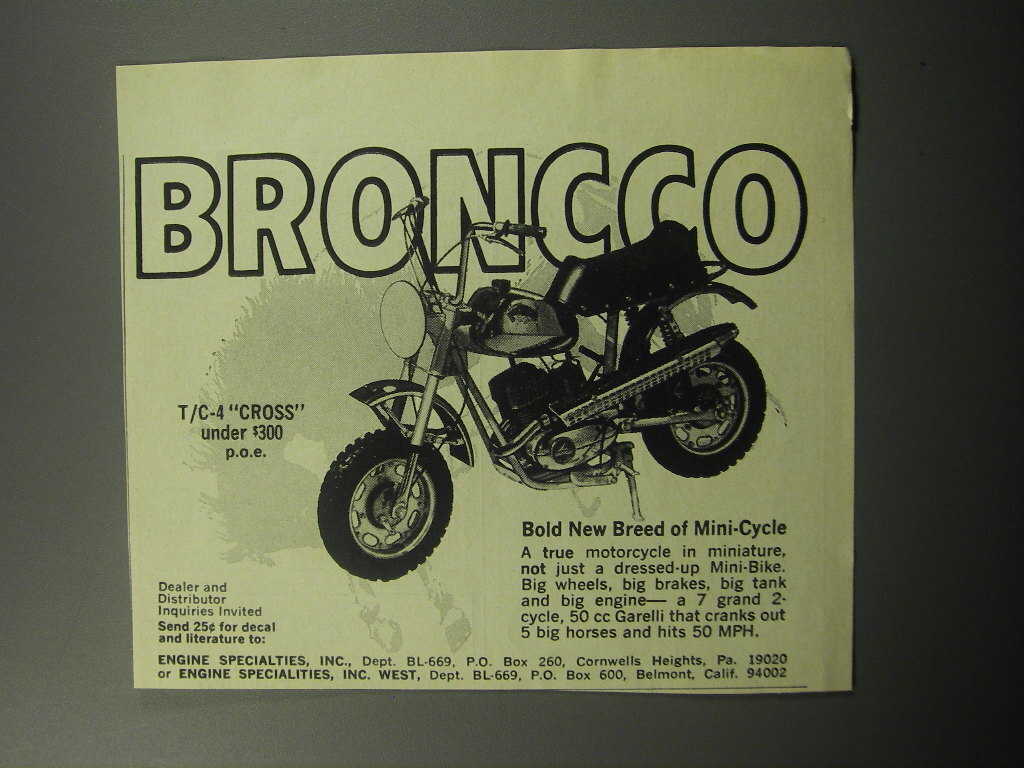 BRONCCO
T/C-4 "CROSS"
under $300
p.o.e.
Bold New Breed of Mini-Cycle
A true motorcycle in miniature,
not just a dressed-up Mini-Bike.
Big wheels, big brakes, big tank
and big engine— a 7 grand 2-
cycle, 50 cc Garelli that cranks out
5 big horses and hits 50 MPH.
Dealer and
Distributor
Inquiries Invited
Send 25¢ for decal
and literature to:
ENGINE SPECIALTIES, INC., Dept. BL-669, P.O. Box 260, Cornwells Heights, Pa. 19020
or ENGINE SPECIALITIES, INC. WEST, Dept. BL-669, P.O. Box 600, Belmont, Calif. 94002